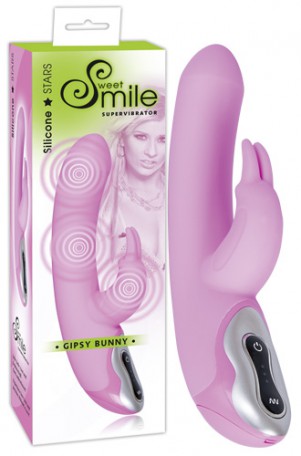 Silicone ★ STARS
Sweet
Smile
SUPERVIBRATOR
• GIPSY BUNNY •